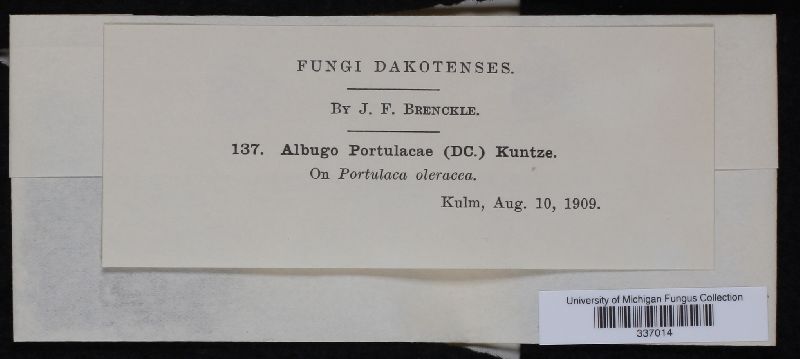 FUNGI DAKOTENSES.
BY J. F. BRENCKLE.
137. Albugo Portulacae (DC.) Kuntze.
On Portulaca oleracea.
Kulm, Aug. 10, 1909.
University of Michigan Fungus Collection
337014